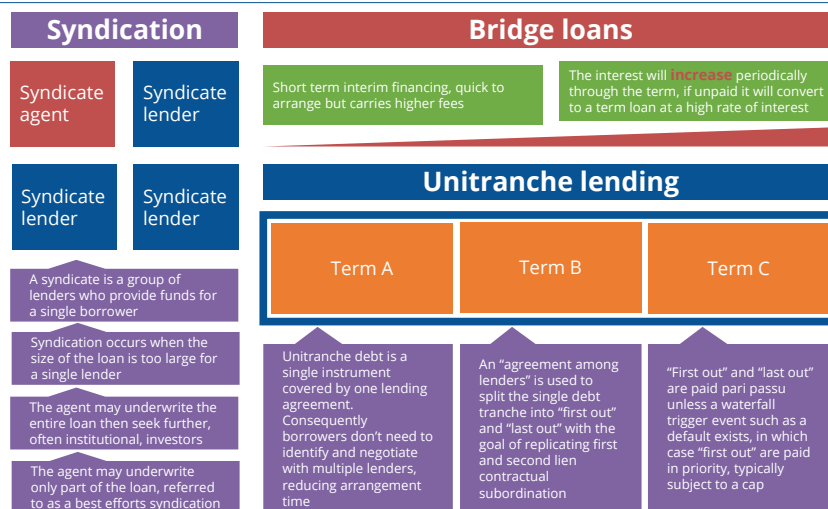 Syndication
Syndicate
agent
Syndicate
lender
Syndicate
lender
Syndicate
lender
A syndicate is a group of
lenders who provide funds for
a single borrower
Syndication occurs when the
size of the loan is too large for
a single lender
The agent may underwrite the
entire loan then seek further,
often institutional, investors
The agent may underwrite
only part of the loan, referred
to as a best efforts syndication
Bridge loans
Short term interim financing, quick to
arrange but carries higher fees
The interest will increase periodically
through the term, if unpaid it will convert
to a term loan at a high rate of interest
Unitranche lending
Term A
Term B
Term C
Unitranche debt is a
single instrument
covered by one lending
agreement.
Consequently
borrowers don’t need to
identify and negotiate
with multiple lenders,
reducing arrangement
time
An “agreement among
lenders” is used to
split the single debt
tranche into “first out”
and “last out” with the
goal of replicating first
and second lien
contractual
subordination
“First out” and “last out”
are paid pari passu
unless a waterfall
trigger event such as a
default exists, in which
case “first out” are paid
in priority, typically
subject to a cap